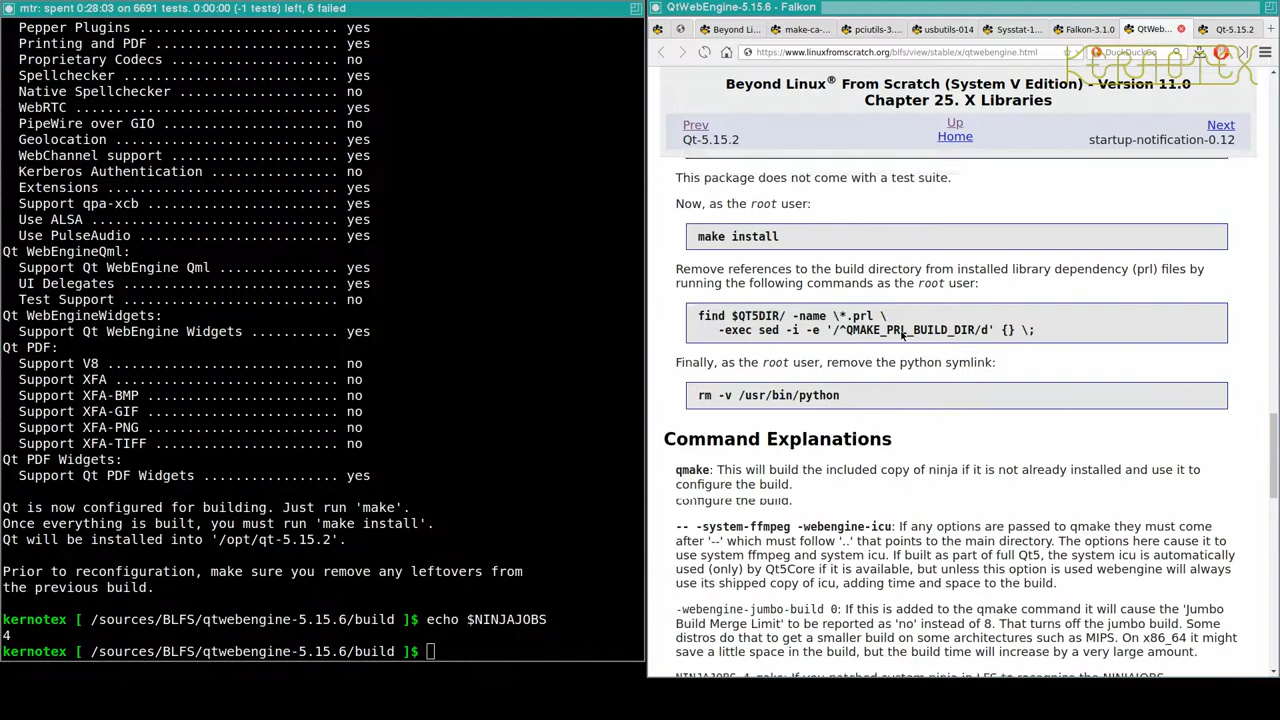 mtr: spent 0:28:03 on 6691 tests. 0:00:00 (-1 tests) left, 6 failed
Pepper Plugins ......................... yes
Printing and PDF ....................... yes
Proprietary Codecs ..................... no
Spellchecker ........................... yes
Native Spellchecker .................... no
WebRTC ................................. yes
PipeWire over GIO ...................... no
Geolocation ............................ yes
WebChannel support ..................... yes
Kerberos Authentication ................ no
Extensions ............................. yes
Support qpa-xcb ........................ yes
Use ALSA ............................... yes
Use PulseAudio ......................... yes
Qt WebEngineQml:
Support Qt WebEngine Qml ............... yes
UI Delegates ........................... yes
Test Support ........................... no
Qt WebEngineWidgets:
Support Qt WebEngine Widgets ........... yes
Qt PDF:
Support V8 ............................. no
Support XFA ............................ no
Support XFA-BMP ........................ no
Support XFA-GIF ........................ no
Support XFA-PNG ........................ no
Support XFA-TIFF ....................... no
Qt PDF Widgets:
Support Qt PDF Widgets ................. yes
Qt is now configured for building. Just run 'make'.
Once everything is built, you must run 'make install'.
Qt will be installed into '/opt/qt-5.15.2'.
Prior to reconfiguration, make sure you remove any leftovers from
the previous build.
kernotex [ /sources/BLFS/qtwebengine-5.15.6/build ]$ echo $NINJAJOBS
4
kernotex [ /sources/BLFS/qtwebengine-5.15.6/build ]$
QtWebEngine-5.15.6 - Falkon
Beyond Li... make-ca-... pciutils-3.... usbutils-014 Sysstat-1... Falkon-3.1.0 QtWeb... Qt-5.15.2
https://www.linuxfromscratch.org/blfs/view/stable/x/qtwebengine.html DuckDuckGo
KERNOTEX
Beyond Linux® From Scratch (System V Edition) - Version 11.0
Chapter 25. X Libraries
Prev Up Next
Qt-5.15.2 Home startup-notification-0.12
This package does not come with a test suite.
Now, as the root user:
make install
Remove references to the build directory from installed library dependency (prl) files by
running the following commands as the root user:
find $QT5DIR/ -name \*.prl \
-exec sed -i -e '/^QMAKE_PRL_BUILD_DIR/d' {} \;
Finally, as the root user, remove the python symlink:
rm -v /usr/bin/python
Command Explanations
qmake: This will build the included copy of ninja if it is not already installed and use it to
configure the build.
configure the build.
-- -system-ffmpeg -webengine-icu: If any options are passed to qmake they must come
after '--' which must follow '..' that points to the main directory. The options here cause it to
use system ffmpeg and system icu. If built as part of full Qt5, the system icu is automatically
used (only) by Qt5Core if it is available, but unless this option is used webengine will always
use its shipped copy of icu, adding time and space to the build.
-webengine-jumbo-build 0: If this is added to the qmake command it will cause the 'Jumbo
Build Merge Limit' to be reported as 'no' instead of 8. That turns off the jumbo build. Some
distros do that to get a smaller build on some architectures such as MIPS. On x86_64 it might
save a little space in the build, but the build time will increase by a very large amount.